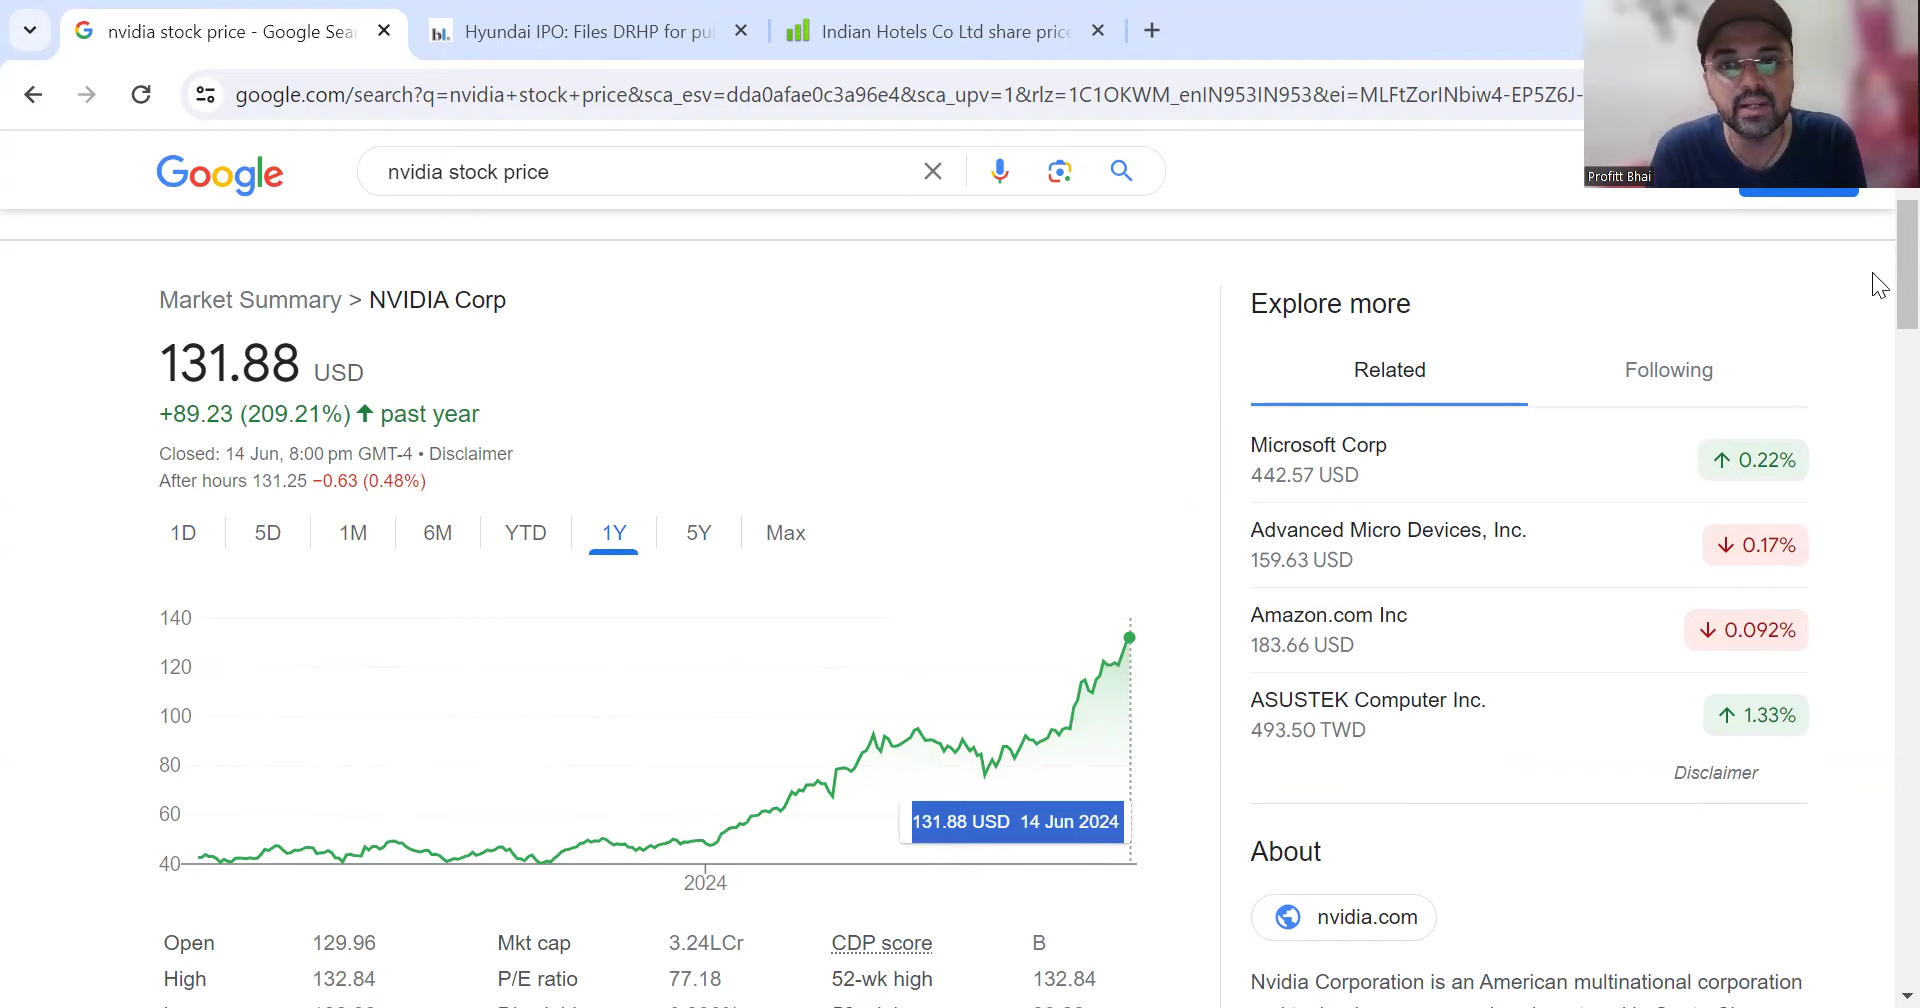 nvidia stock price - Google Sea
Hyundai IPO: Files DRHP for pu
Indian Hotels Co Ltd share price
google.com/search?q=nvidia+stock+price&sca_esv=dda0afae0c3a96e4&sca_upv=1&rlz=1C1OKWM_enIN953IN953&ei=MLFtZorINbiw4-EP5Z6J-
Profitt Bhai
Google
nvidia stock price
Market Summary > NVIDIA Corp
131.88 USD
+89.23 (209.21%) ↑ past year
Closed: 14 Jun, 8:00 pm GMT-4 • Disclaimer
After hours 131.25 −0.63 (0.48%)
1D 5D 1M 6M YTD 1Y 5Y Max
140
120
100
80
60
40
131.88 USD 14 Jun 2024
2024
Open 129.96 Mkt cap 3.24LCr CDP score B
High 132.84 P/E ratio 77.18 52-wk high 132.84
Explore more
Related Following
Microsoft Corp
442.57 USD
↑ 0.22%
Advanced Micro Devices, Inc.
159.63 USD
↓ 0.17%
Amazon.com Inc
183.66 USD
↓ 0.092%
ASUSTEK Computer Inc.
493.50 TWD
↑ 1.33%
Disclaimer
About
nvidia.com
Nvidia Corporation is an American multinational corporation